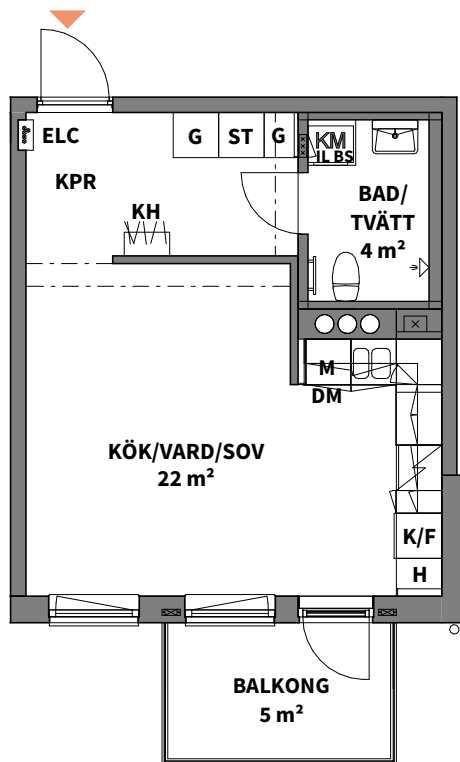 ELC
G
ST
G
KM
IL BS
KPR
KH
BAD/
TVÄTT
4 m²
M
DM
KÖK/VARD/SOV
22 m²
K/F
H
BALKONG
5 m²